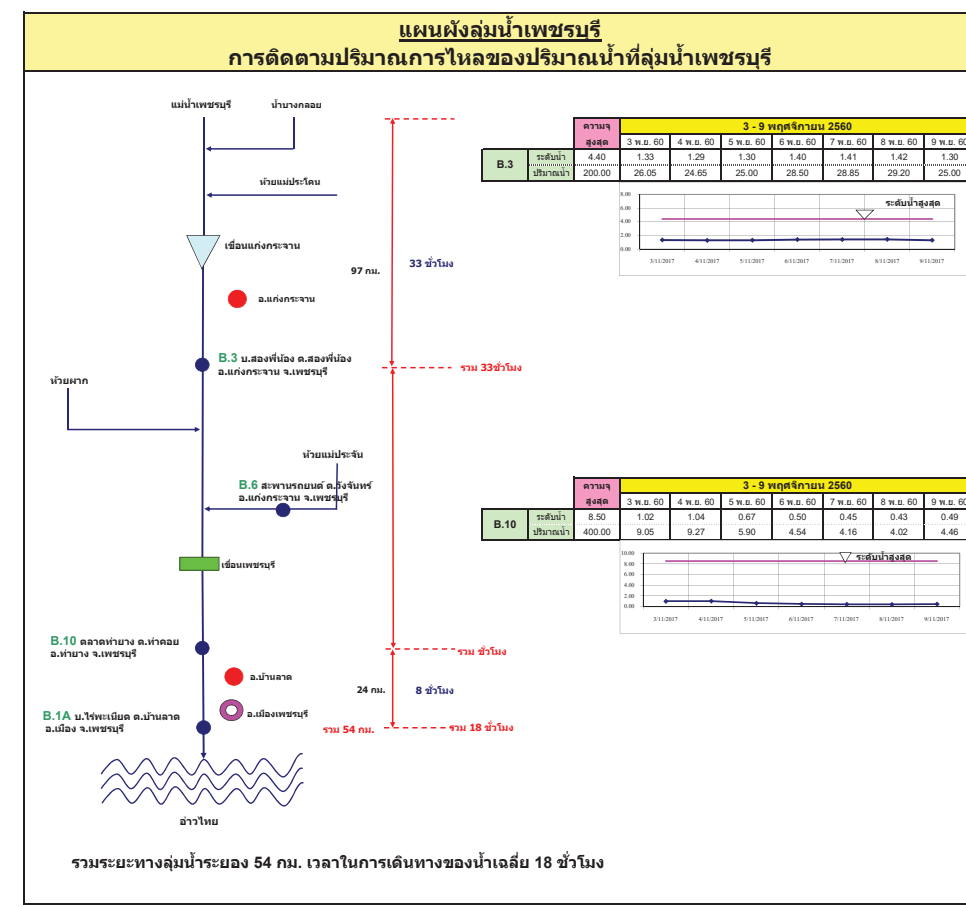 แผนผังลุ่มน้ำเพชรบุรี
การติดตามปริมาณการไหลของปริมาณน้ำที่ลุ่มน้ำเพชรบุรี
แม่น้ำเพชรบุรี
น้ำบางกลอย
ห้วยแม่ประโดน
เขื่อนแก่งกระจาน
97 กม.
33 ชั่วโมง
อ.แก่งกระจาน
B.3 บ.สองพี่น้อง ต.สองพี่น้อง
อ.แก่งกระจาน จ.เพชรบุรี
รวม 33ชั่วโมง
ห้วยผาก
ห้วยแม่ประจัน
B.6 สะพานรถยนต์ ต.วังจันทร์
อ.แก่งกระจาน จ.เพชรบุรี
เขื่อนเพชรบุรี
B.10 ตลาดท่ายาง ต.ท่าคอย
อ.ท่ายาง จ.เพชรบุรี
รวม ชั่วโมง
อ.บ้านลาด
24 กม.
8 ชั่วโมง
อ.เมืองเพชรบุรี
B.1A บ.ไร่พะเนียด ต.บ้านลาด
อ.เมือง จ.เพชรบุรี
รวม 54 กม.
รวม 18 ชั่วโมง
อ่าวไทย
รวมระยะทางลุ่มน้ำระยอง 54 กม. เวลาในการเดินทางของน้ำเฉลี่ย 18 ชั่วโมง
ความจุ 3 - 9 พฤศจิกายน 2560
สูงสุด 3 พ.ย. 60 4 พ.ย. 60 5 พ.ย. 60 6 พ.ย. 60 7 พ.ย. 60 8 พ.ย. 60 9 พ.ย. 60
B.3
ระดับน้ำ 4.40 1.33 1.29 1.30 1.40 1.41 1.42 1.30
ปริมาณน้ำ 200.00 26.05 24.65 25.00 28.50 28.85 29.20 25.00
8.00
6.00
4.00
2.00
0.00
ระดับน้ำสูงสุด
3/11/2017 4/11/2017 5/11/2017 6/11/2017 7/11/2017 8/11/2017 9/11/2017
ความจุ 3 - 9 พฤศจิกายน 2560
สูงสุด 3 พ.ย. 60 4 พ.ย. 60 5 พ.ย. 60 6 พ.ย. 60 7 พ.ย. 60 8 พ.ย. 60 9 พ.ย. 60
B.10
ระดับน้ำ 8.50 1.02 1.04 0.67 0.50 0.45 0.43 0.49
ปริมาณน้ำ 400.00 9.05 9.27 5.90 4.54 4.16 4.02 4.46
10.00
8.00
6.00
4.00
2.00
0.00
ระดับน้ำสูงสุด
3/11/2017 4/11/2017 5/11/2017 6/11/2017 7/11/2017 8/11/2017 9/11/2017